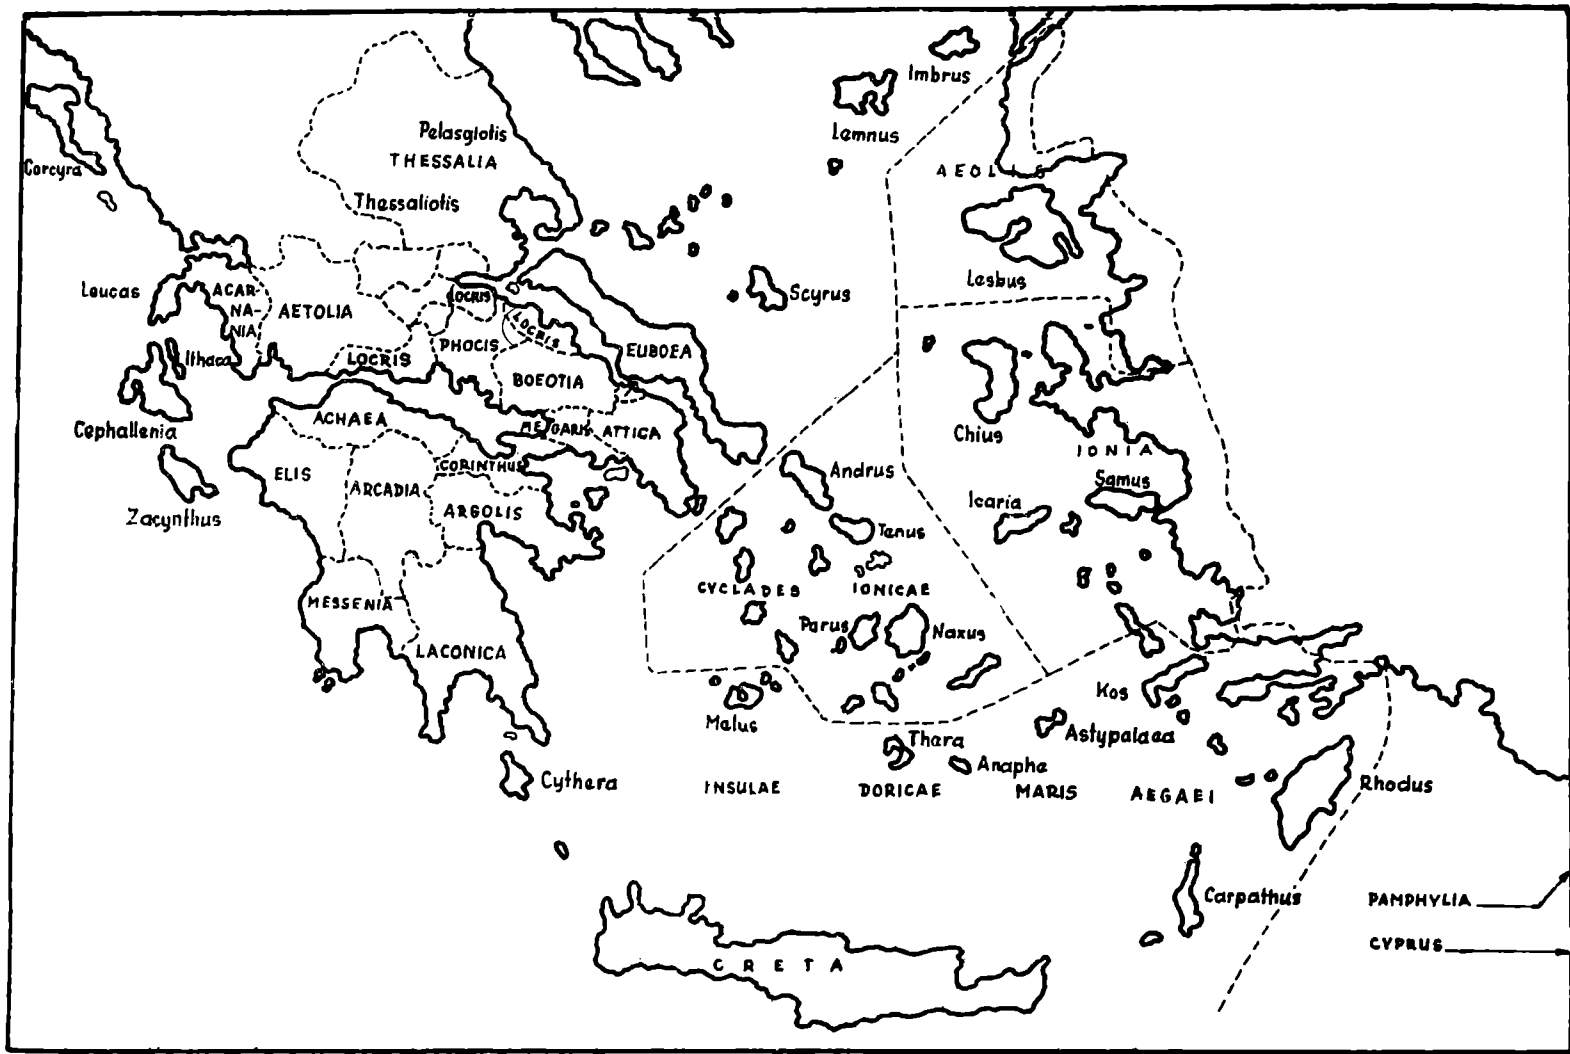 Imbrus
Lemnus
Pelasgiotis
THESSALIA
Corcyra
AEOLIS
Thessaliotis
Lesbus
Leucas
ACAR-
NA-
NIA
AETOLIA
LOCRIS
Scyrus
LOCRIS
PHOCIS
EUBOEA
Ithaca
LOCRIS
BOEOTIA
ACHAEA
MEGARIS
ATTICA
Cephallenia
Chius
IONIA
CORINTHUS
ELIS
ARCADIA
Andrus
Samus
Icaria
Zacynthus
ARGOLIS
Tenus
CYCLADES
IONICAE
MESSENIA
Parus
Naxus
LACONICA
Kos
Melus
Thera
Astypalaea
Anaphe
Cythera
INSULAE
DORICAE
MARIS
AEGAEI
Rhodus
Carpathus
PAMPHYLIA
CYPRUS
CRETA